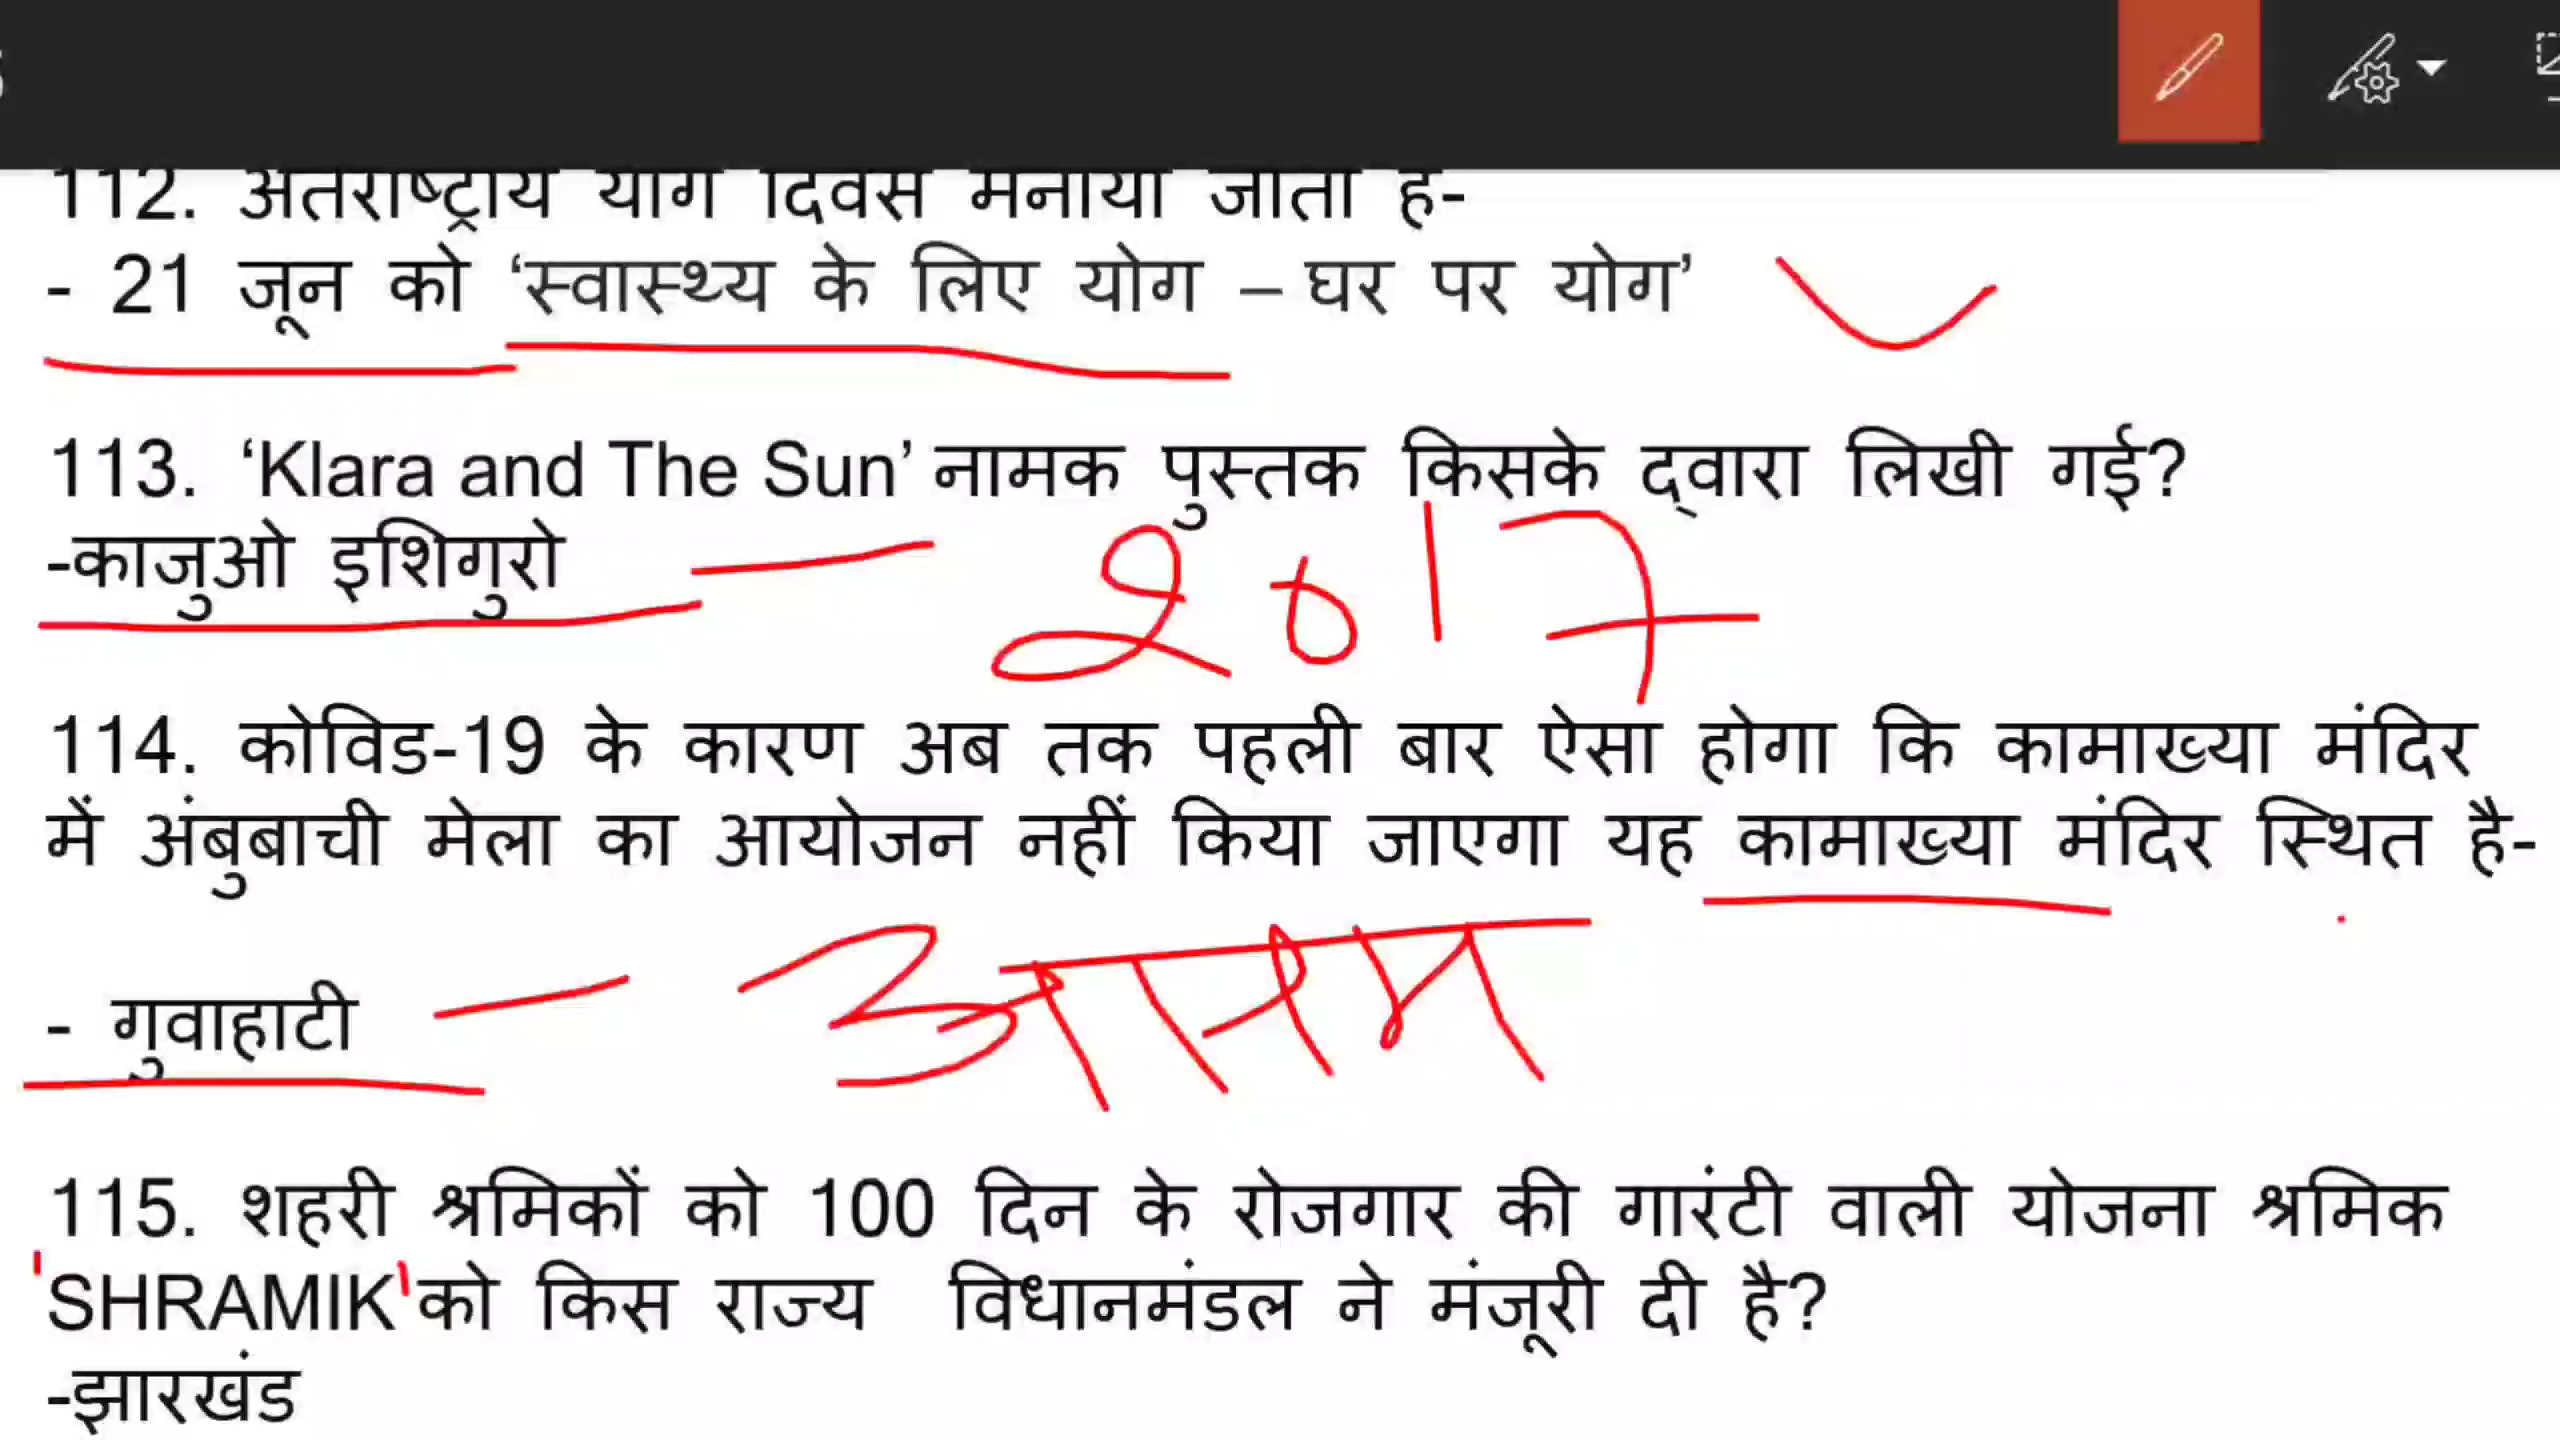 112. अंतर्राष्ट्रीय योग दिवस मनाया जाता है-
- 21 जून को ‘स्वास्थ्य के लिए योग – घर पर योग’
113. ‘Klara and The Sun’ नामक पुस्तक किसके द्वारा लिखी गई?
-काजुओ इशिगुरो — 2017
114. कोविड-19 के कारण अब तक पहली बार ऐसा होगा कि कामाख्या मंदिर
में अंबुबाची मेला का आयोजन नहीं किया जाएगा यह कामाख्या मंदिर स्थित है-
- गुवाहाटी — असम
115. शहरी श्रमिकों को 100 दिन के रोजगार की गारंटी वाली योजना श्रमिक
'SHRAMIK' को किस राज्य विधानमंडल ने मंजूरी दी है?
-झारखंड